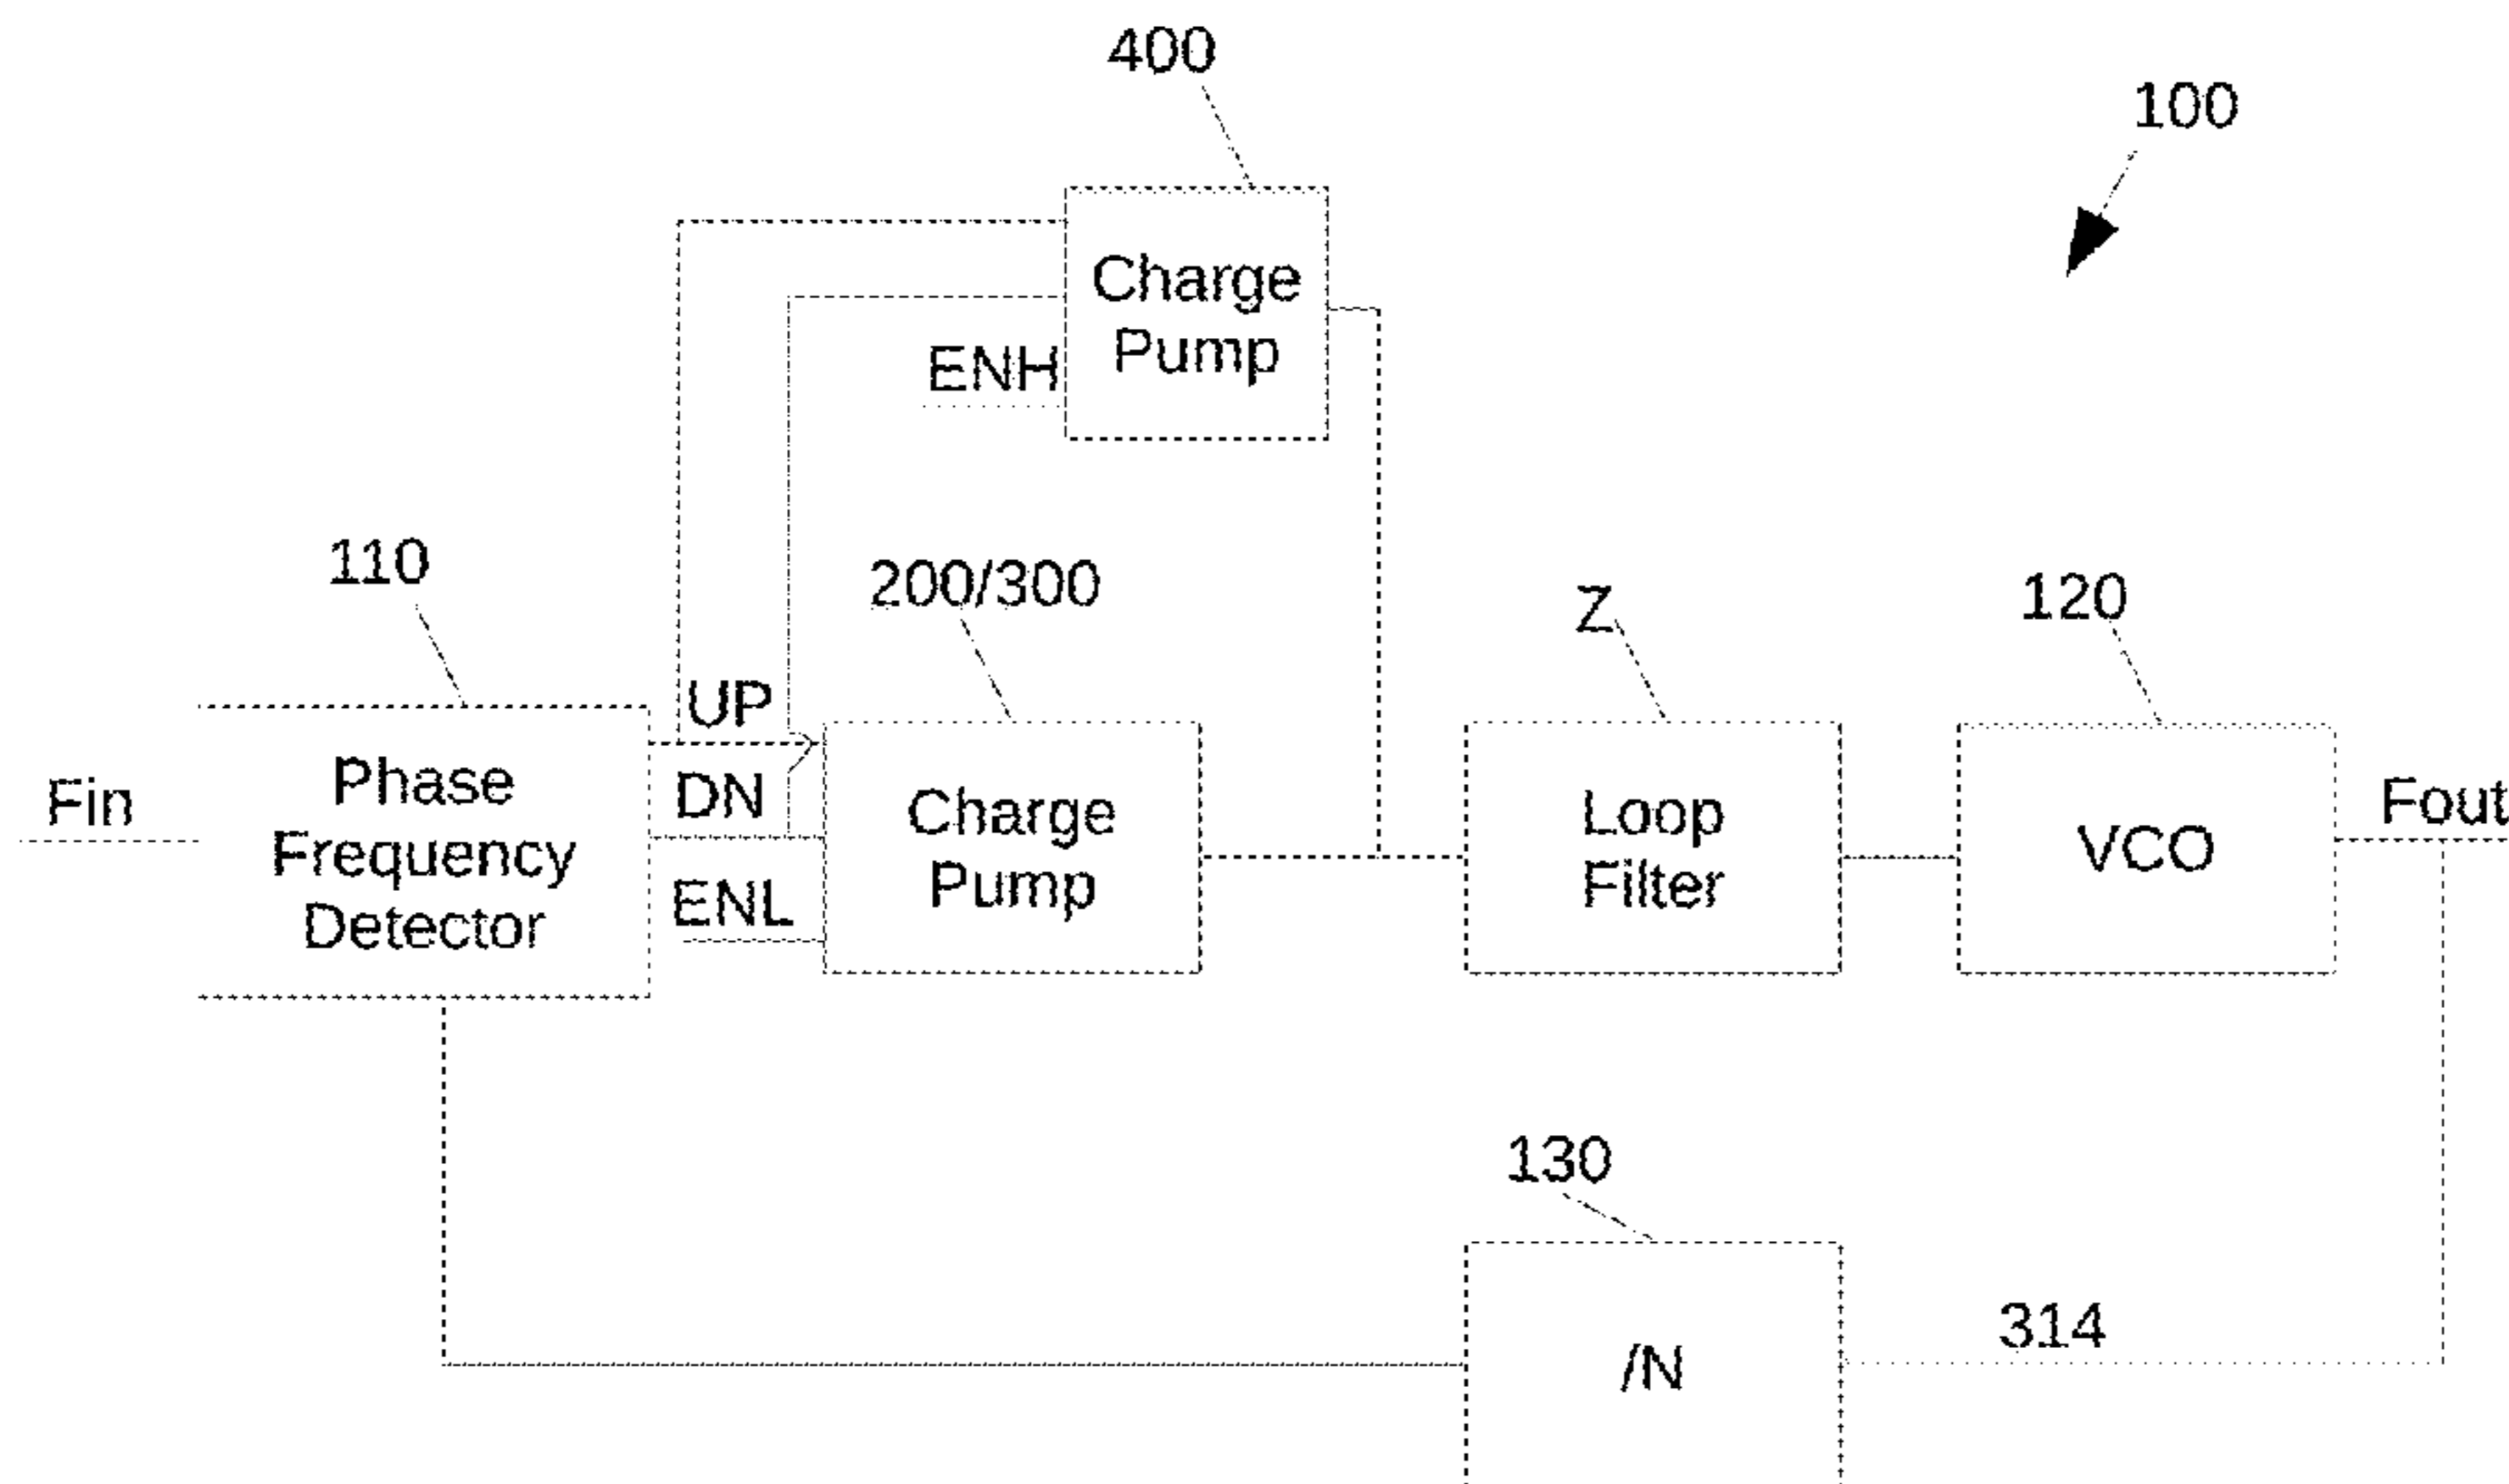 400
100
Charge
Pump
ENH
110
200/300
Z
120
UP
DN
ENL
Fin
Phase
Frequency
Detector
Charge
Pump
Loop
Filter
VCO
Fout
130
314
/N